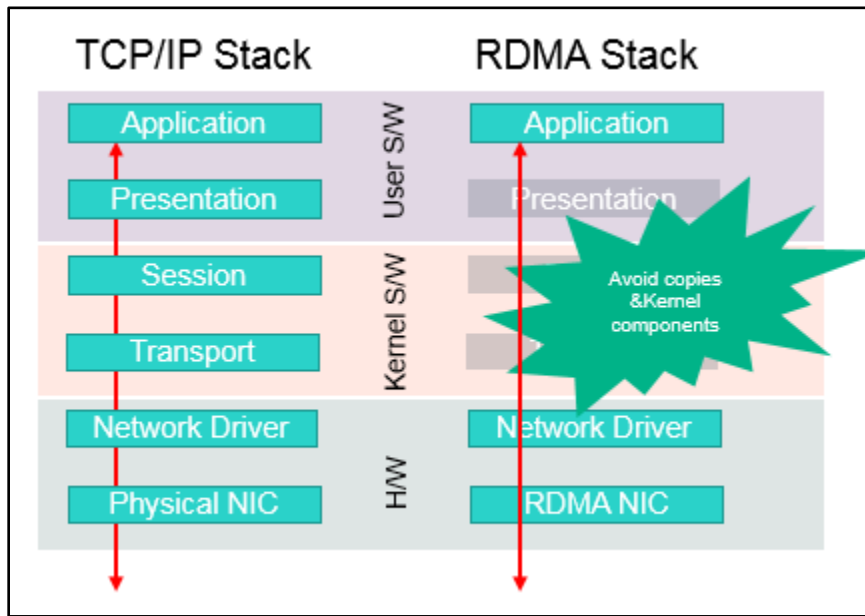 TCP/IP Stack
RDMA Stack
User S/W
Application
Application
Presentation
Presentation
Kernel S/W
Session
Transport
Avoid copies
&Kernel
components
H/W
Network Driver
Network Driver
Physical NIC
RDMA NIC